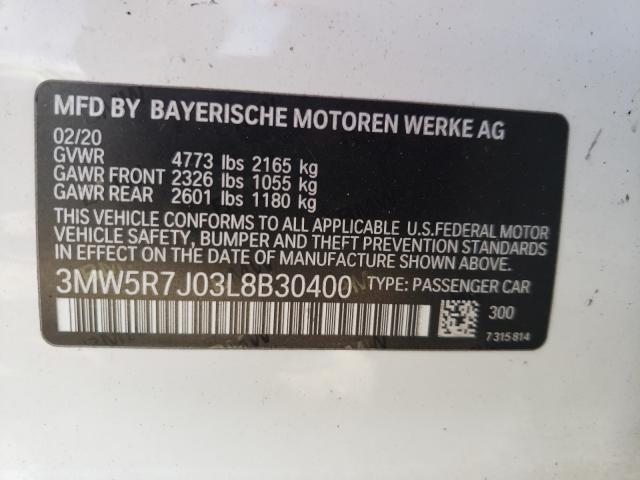 MFD BY BAYERISCHE MOTOREN WERKE AG
02/20
GVWR 4773 lbs 2165 kg
GAWR FRONT 2326 lbs 1055 kg
GAWR REAR 2601 lbs 1180 kg
THIS VEHICLE CONFORMS TO ALL APPLICABLE U.S.FEDERAL MOTOR
VEHICLE SAFETY, BUMPER AND THEFT PREVENTION STANDARDS
IN EFFECT ON THE DATE OF MANUFACTURE SHOWN ABOVE.
3MW5R7J03L8B30400 TYPE: PASSENGER CAR
300
7315814